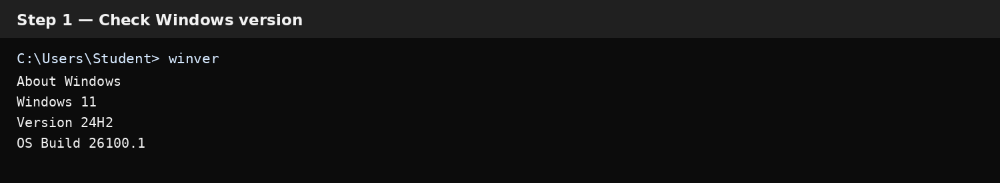 Step 1 — Check Windows version
C:\Users\Student> winver
About Windows
Windows 11
Version 24H2
OS Build 26100.1